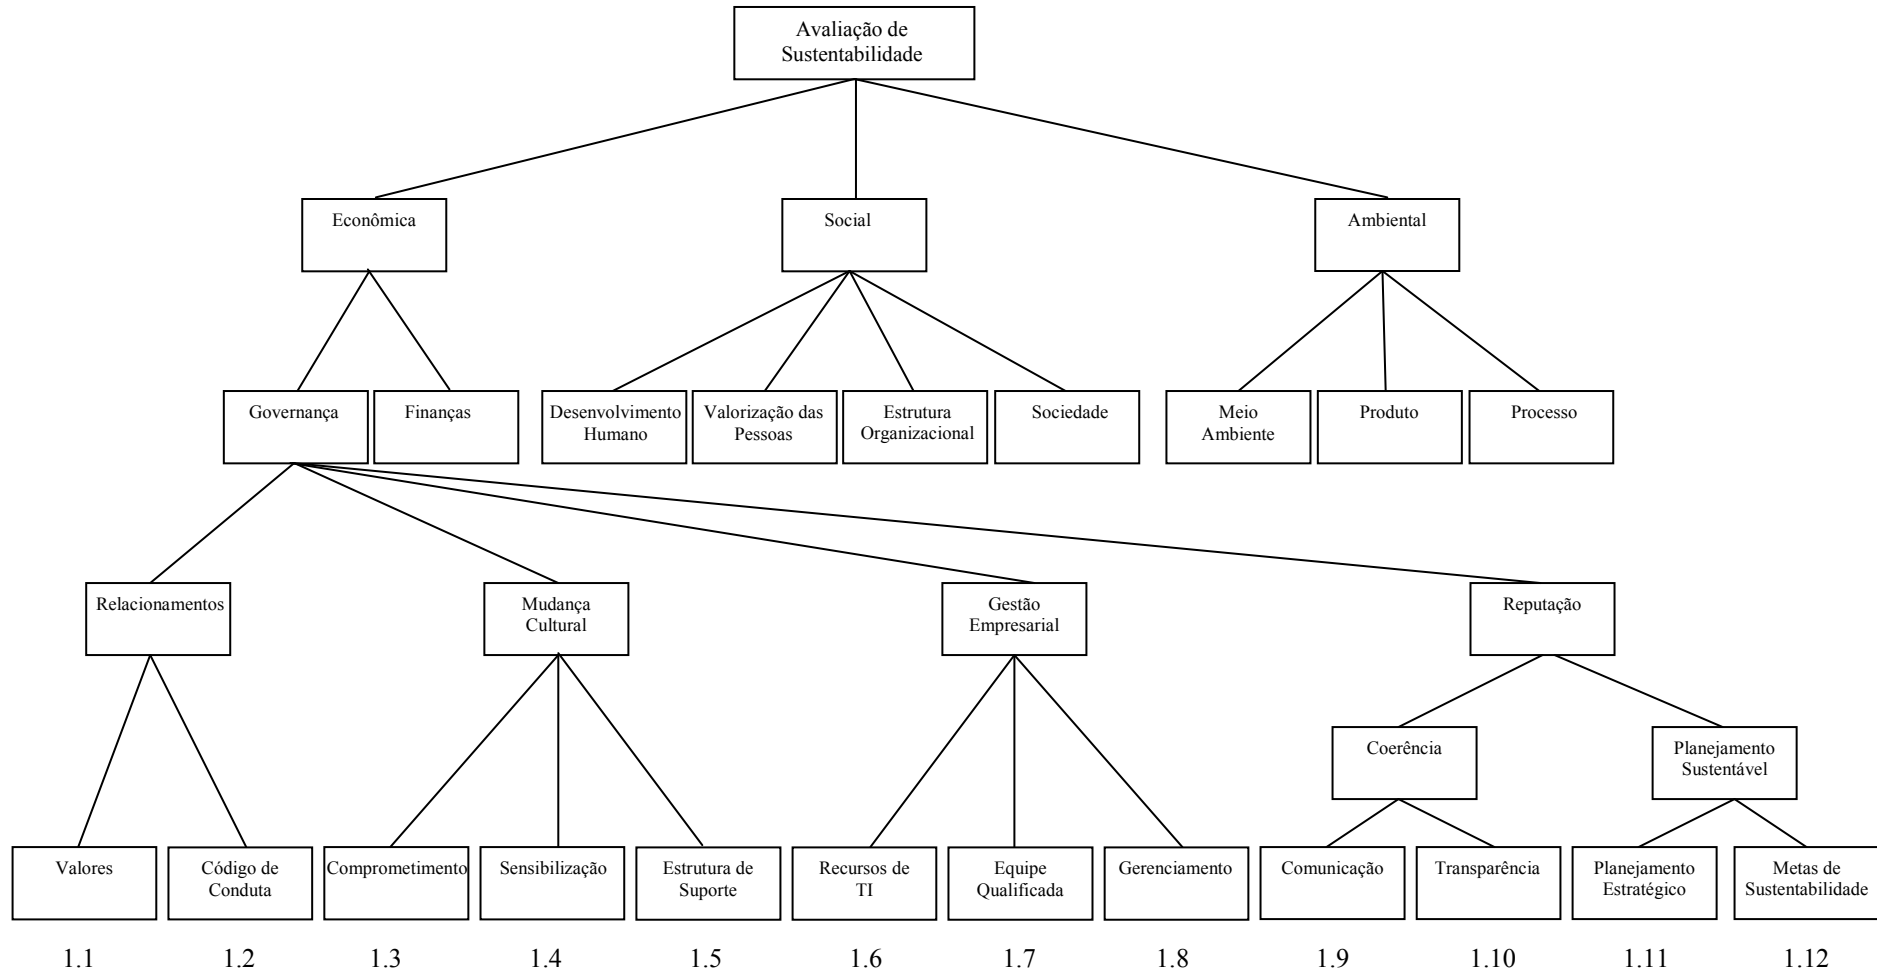 Avaliação de
Sustentabilidade
Econômica
Social
Ambiental
Governança
Finanças
Desenvolvimento
Humano
Valorização das
Pessoas
Estrutura
Organizacional
Sociedade
Meio
Ambiente
Produto
Processo
Relacionamentos
Mudança
Cultural
Gestão
Empresarial
Reputação
Coerência
Planejamento
Sustentável
Valores
Código de
Conduta
Comprometimento
Sensibilização
Estrutura de
Suporte
Recursos de
TI
Equipe
Qualificada
Gerenciamento
Comunicação
Transparência
Planejamento
Estratégico
Metas de
Sustentabilidade
1.1
1.2
1.3
1.4
1.5
1.6
1.7
1.8
1.9
1.10
1.11
1.12